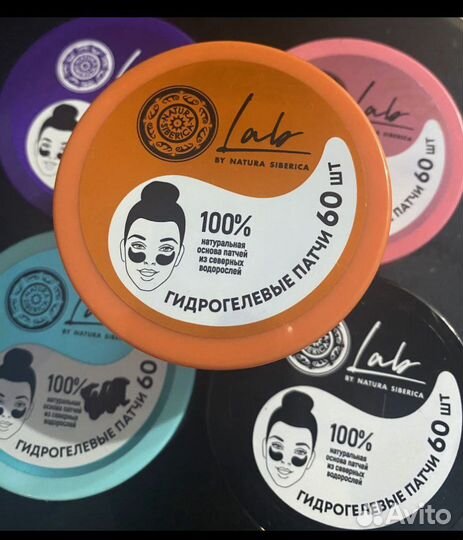 NATURA
SIBERICA
Lab
BY NATURA SIBERICA
100%
натуральная
основа патчей
из северных
водорослей
ГИДРОГЕЛЕВЫЕ ПАТЧИ 60 ШТ
ПАТЧИ 60 ШТ
Lab
100%
натуральная
основа патчей
из северных
водорослей
ГИДРОГЕЛЕВЫЕ ПАТЧИ 60
Lab
BY NATURA SIBERICA
100%
натуральная
основа патчей
из северных
водорослей
ГИДРОГЕЛЕВЫЕ ПАТЧИ 60 ШТ
Avito